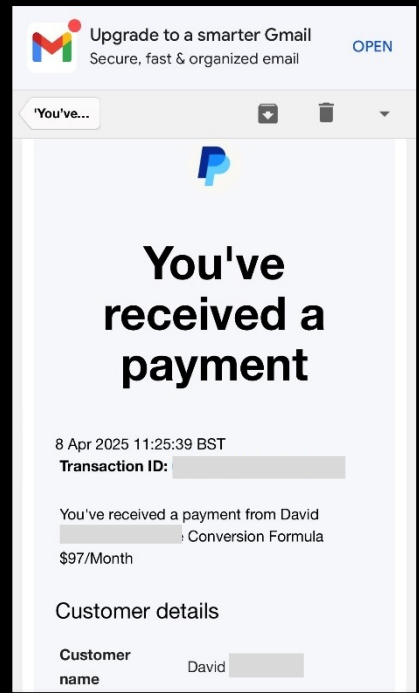 Upgrade to a smarter Gmail
Secure, fast & organized email
OPEN
'You've...
You've
received a
payment
8 Apr 2025 11:25:39 BST
Transaction ID:
You've received a payment from David
Conversion Formula
$97/Month
Customer details
Customer
name
David